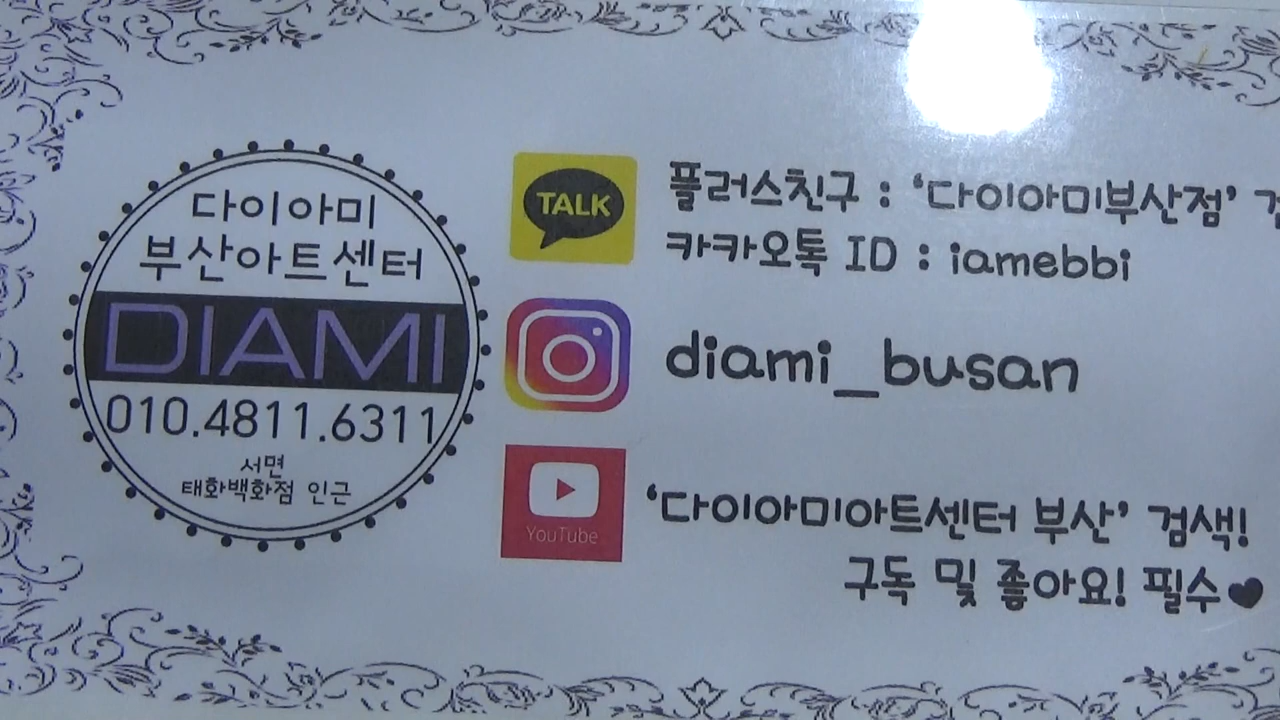 다이아미
부산아트센터
DIAMI
010.4811.6311
서면
태화백화점 인근
TALK
플러스친구 : ‘다이아미부산점’
카카오톡 ID : iamebbi
diami_busan
YouTube
‘다이아미아트센터 부산’ 검색!
구독 및 좋아요! 필수♥